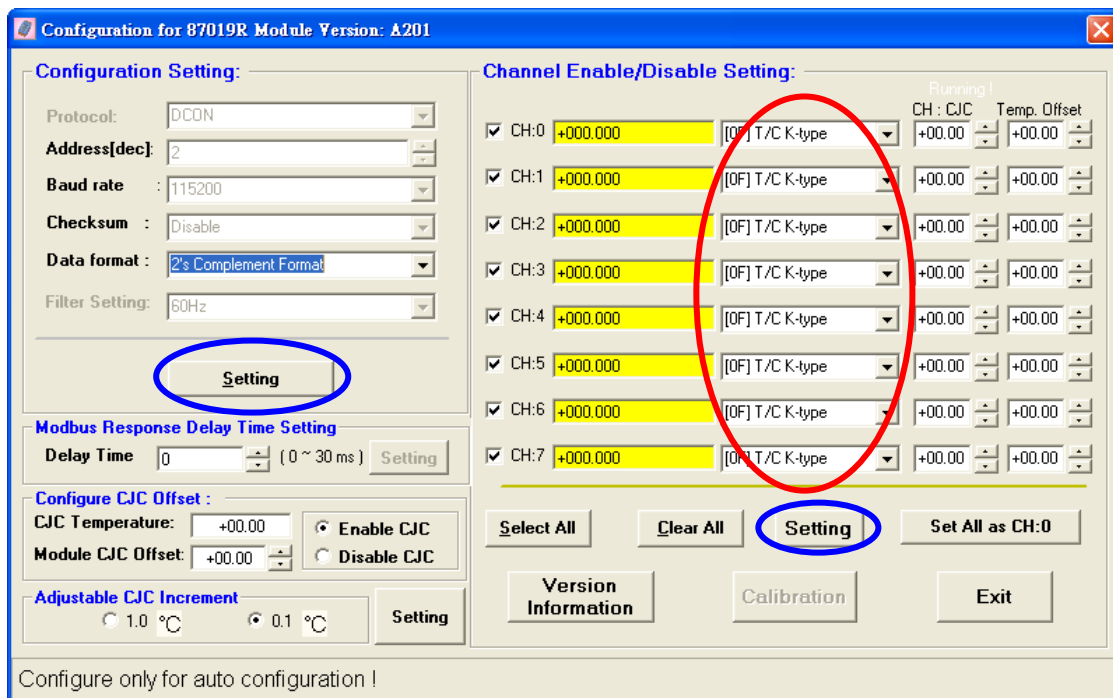 Configuration for 87019R Module Version: A201
Configuration Setting:
Protocol: DCON
Address[dec]: 2
Baud rate : 115200
Checksum : Disable
Data format : 2's Complement Format
Filter Setting: 60Hz
Setting
Modbus Response Delay Time Setting
Delay Time 0 ( 0 ~ 30 ms ) Setting
Configure CJC Offset :
CJC Temperature: +00.00
Module CJC Offset: +00.00
Enable CJC
Disable CJC
Adjustable CJC Increment
1.0 °C 0.1 °C
Setting
Channel Enable/Disable Setting:
Running !
CH : CJC Temp. Offset
CH:0 +000.000 [0F] T/C K-type +00.00 +00.00
CH:1 +000.000 [0F] T/C K-type +00.00 +00.00
CH:2 +000.000 [0F] T/C K-type +00.00 +00.00
CH:3 +000.000 [0F] T/C K-type +00.00 +00.00
CH:4 +000.000 [0F] T/C K-type +00.00 +00.00
CH:5 +000.000 [0F] T/C K-type +00.00 +00.00
CH:6 +000.000 [0F] T/C K-type +00.00 +00.00
CH:7 +000.000 [0F] T/C K-type +00.00 +00.00
Select All Clear All Setting Set All as CH:0
Version Information
Calibration
Exit
Configure only for auto configuration !